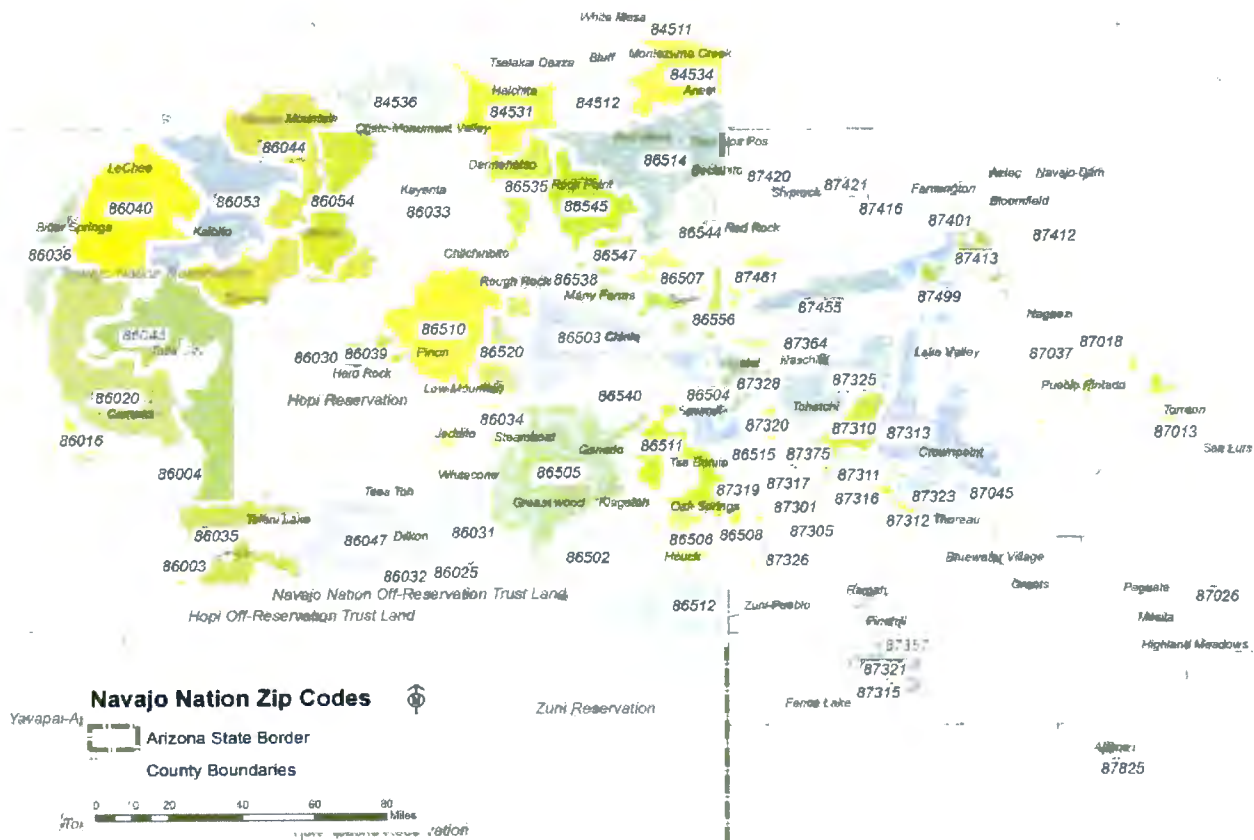 White Mesa
84511
Bluff
Montezuma Creek
Tselakai Dezza
84534
Halchita
Aneth
84536
84531
84512
Mountain
Oljato-Monument Valley
86044
86514
LeChee
Dennehotso
87420
Shiprock
87421
Farmington
Aztec
Navajo Dam
Bloomfield
86040
86053
86054
Kayenta
86033
86535
Rock Point
86545
87416
87401
87412
Bitter Springs
Kaibito
86544
Red Rock
86036
Chilchinbito
86547
87413
Rough Rock
86538
86507
87461
Many Farms
87499
87455
86556
Nageezi
86510
86503
Chinle
87364
87018
86030
86039
Pinon
86520
Lake Valley
87037
Hard Rock
Low Mountain
87328
87325
Pueblo Pintado
86020
Hopi Reservation
86540
86504
Tohatchi
Torreon
86016
86034
87320
87310
87313
87013
Jeddito
Steamboat
86511
San Luis
Ganado
86515
87375
Crownpoint
86004
Whitecone
86505
Tse Bonito
87311
87319
87317
87316
87323
87045
Teesto
Greasewood
Klagetoh
Oak Springs
87301
87312
Thoreau
Tolani Lake
86035
86047
Dilkon
86031
86506
86508
87305
86003
86502
Houck
87326
Bluewater Village
86032
86025
Grants
Paguate
87026
Navajo Nation Off-Reservation Trust Land
Ramah
Hopi Off-Reservation Trust Land
86512
Zuni Pueblo
Pinehill
Mesita
87357
Highland Meadows
87321
87315
Navajo Nation Zip Codes
Zuni Reservation
Fence Lake
Arizona State Border
County Boundaries
87825
0 10 20 40 60 80
Miles